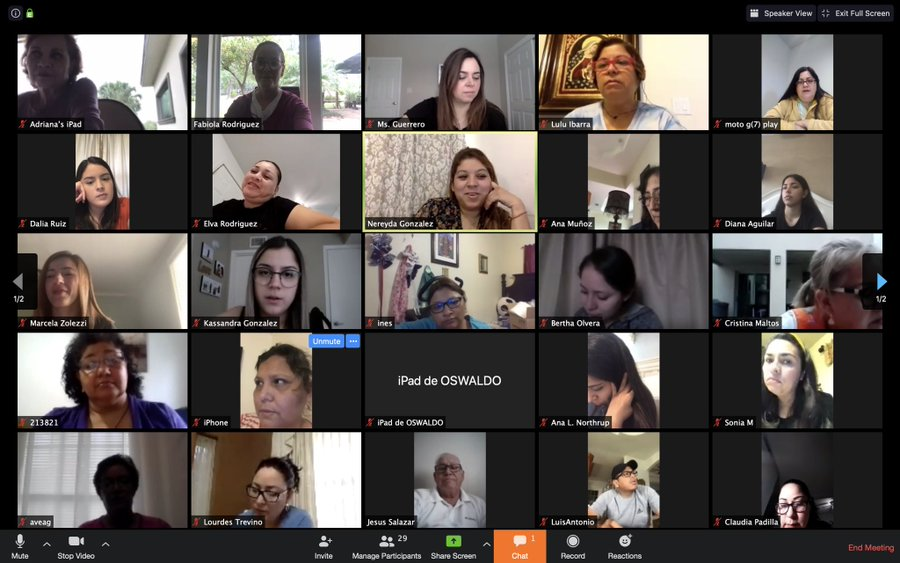 Speaker View
Exit Full Screen
Adriana's iPad
Fabiola Rodriguez
Ms. Guerrero
Lulu Ibarra
moto g(7) play
Dalia Ruiz
Elva Rodriguez
Nereyda Gonzalez
Ana Muñoz
Diana Aguilar
1/2
1/2
Marcela Zolezzi
Kassandra Gonzalez
ines
Bertha Olvera
Cristina Maltos
Unmute
iPad de OSWALDO
213821
iPhone
iPad de OSWALDO
Ana L. Northrup
Sonia M
aveag
Lourdes Trevino
Jesus Salazar
LuisAntonio
Claudia Padilla
29
1
Mute
Stop Video
Invite
Manage Participants
Share Screen
Chat
Record
Reactions
End Meeting